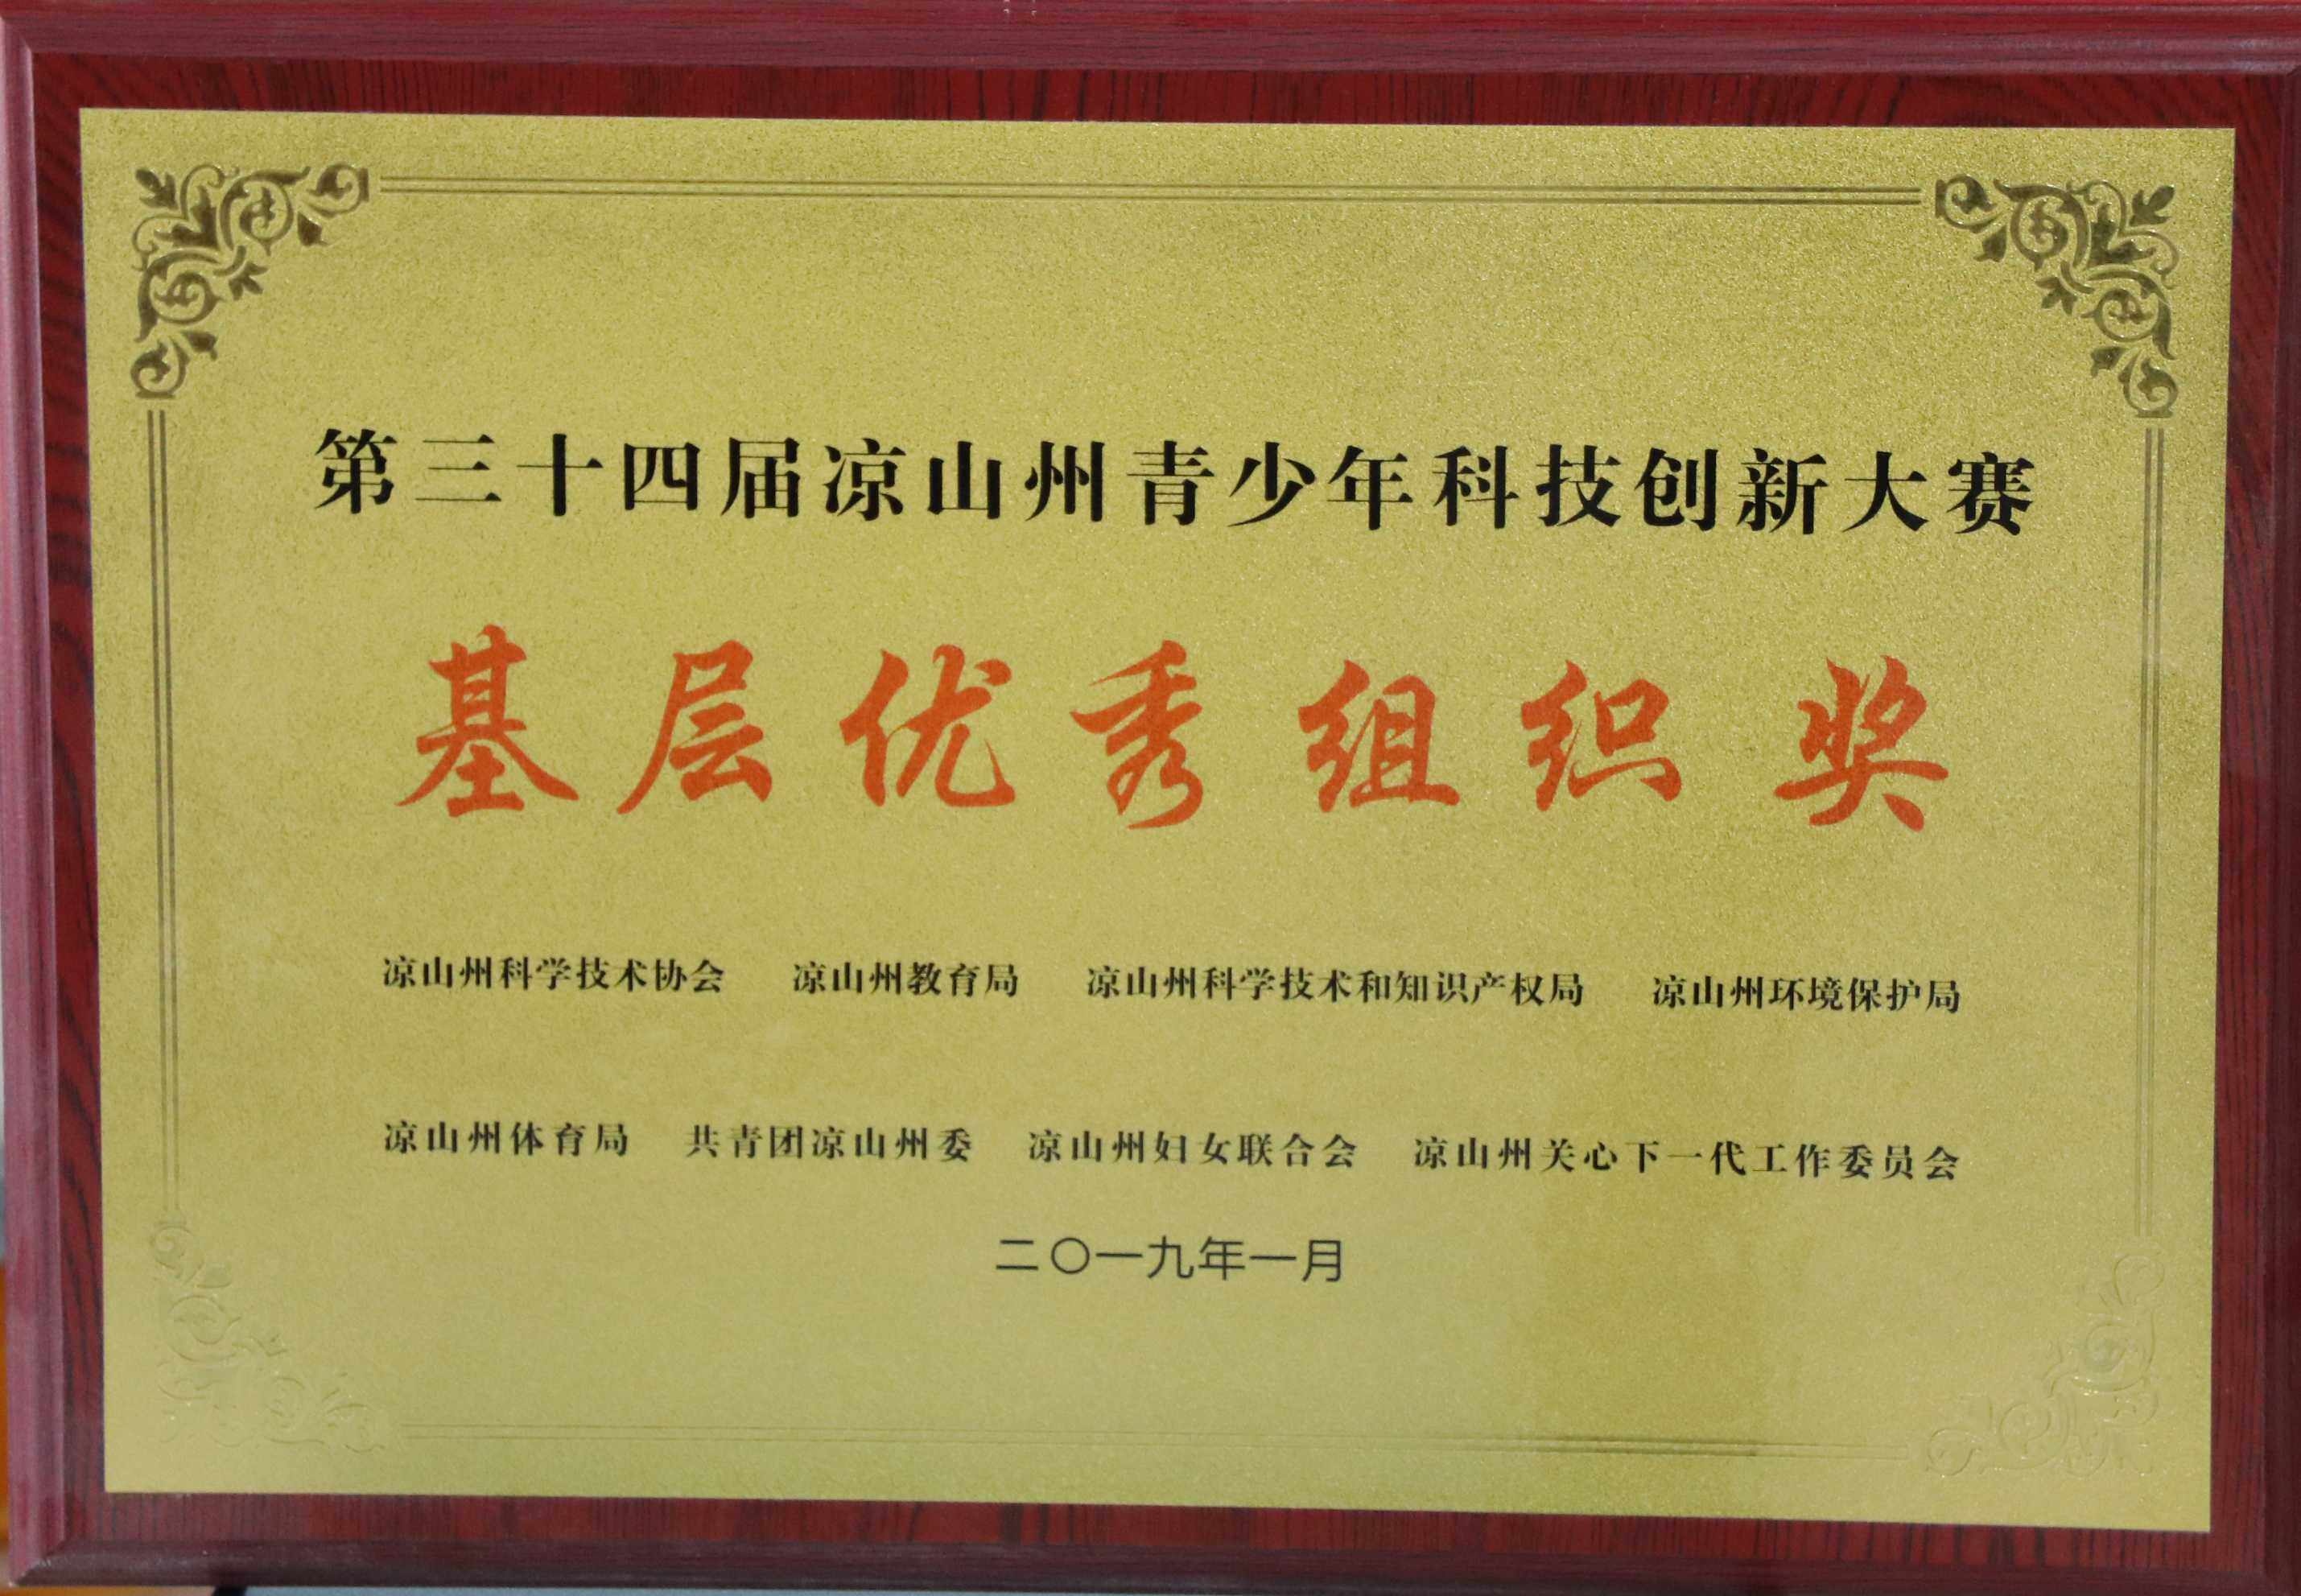 第三十四届凉山州青少年科技创新大赛
基层优秀组织奖
凉山州科学技术协会 凉山州教育局 凉山州科学技术和知识产权局 凉山州环境保护局
凉山州体育局 共青团凉山州委 凉山州妇女联合会 凉山州关心下一代工作委员会
二〇一九年一月